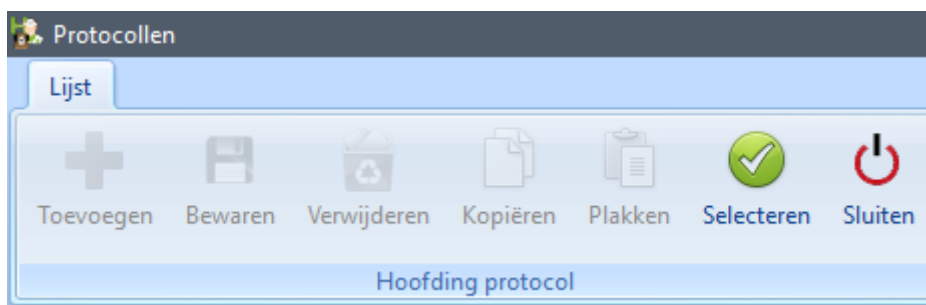 Protocollen
Lijst
Toevoegen Bewaren Verwijderen Kopiëren Plakken Selecteren Sluiten
Hoofding protocol